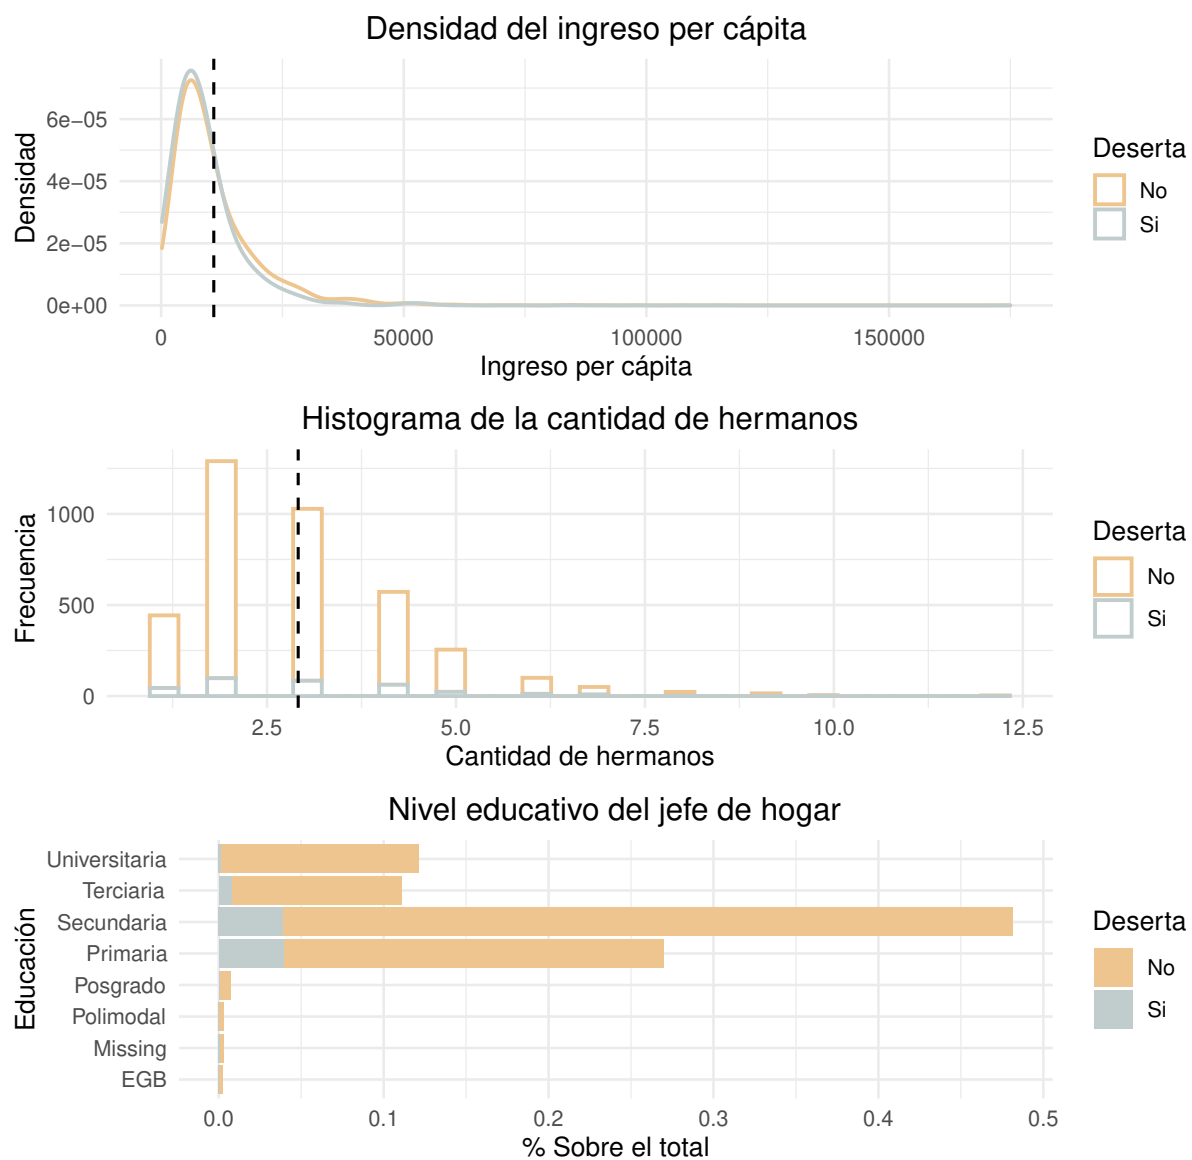 Densidad del ingreso per cápita
Densidad
6e−05
4e−05
2e−05
0e+00
0
50000
100000
150000
Ingreso per cápita
Deserta
No
Si
Histograma de la cantidad de hermanos
Frecuencia
1000
500
0
2.5
5.0
7.5
10.0
12.5
Cantidad de hermanos
Deserta
No
Si
Nivel educativo del jefe de hogar
Educación
Universitaria
Terciaria
Secundaria
Primaria
Posgrado
Polimodal
Missing
EGB
0.0
0.1
0.2
0.3
0.4
0.5
% Sobre el total
Deserta
No
Si